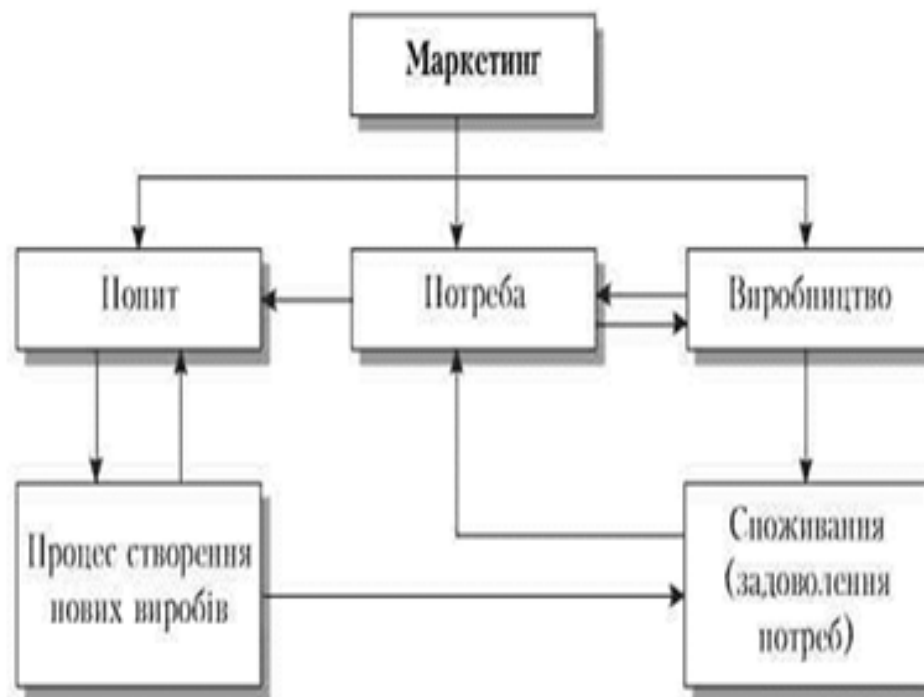 Маркетинг
Попит
Потреба
Виробництво
Процес створення
нових виробів
Споживання
(задоволення
потреб)